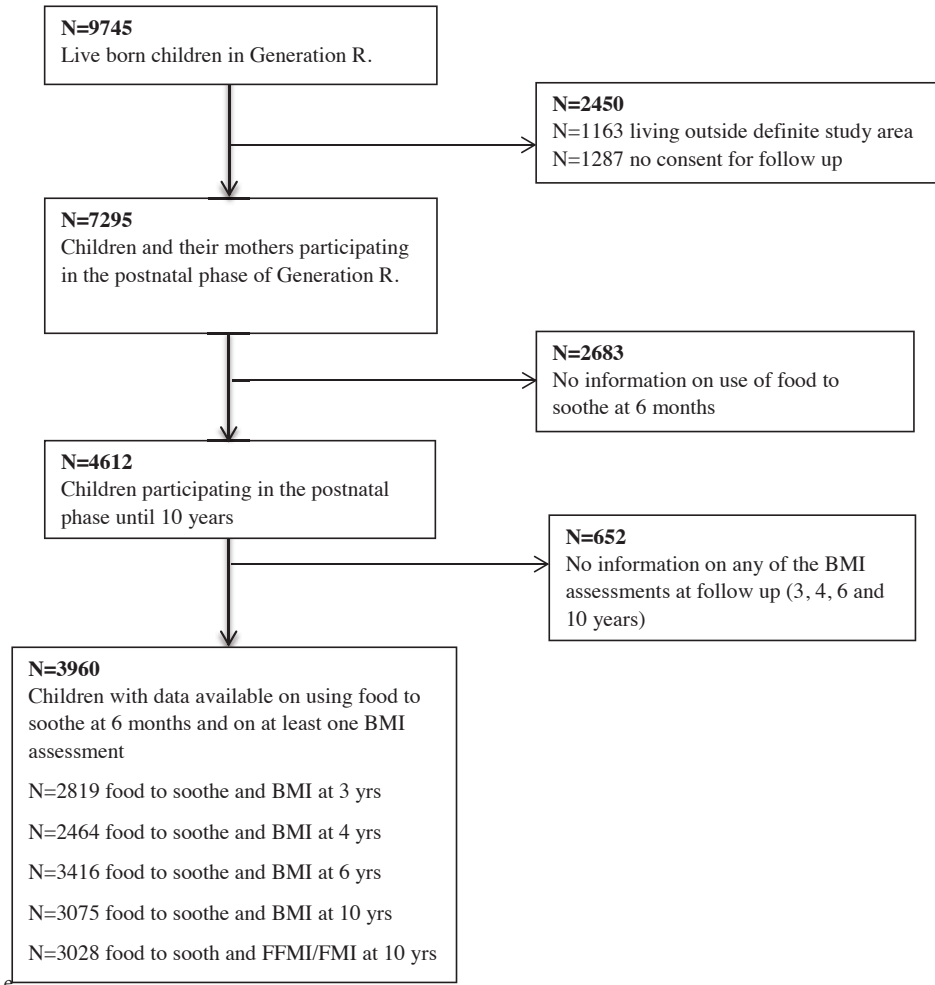 N=9745
Live born children in Generation R.
N=2450
N=1163 living outside definite study area
N=1287 no consent for follow up
N=7295
Children and their mothers participating
in the postnatal phase of Generation R.
N=2683
No information on use of food to
soothe at 6 months
N=4612
Children participating in the postnatal
phase until 10 years
N=652
No information on any of the BMI
assessments at follow up (3, 4, 6 and
10 years)
N=3960
Children with data available on using food to
soothe at 6 months and on at least one BMI
assessment
N=2819 food to soothe and BMI at 3 yrs
N=2464 food to soothe and BMI at 4 yrs
N=3416 food to soothe and BMI at 6 yrs
N=3075 food to soothe and BMI at 10 yrs
N=3028 food to sooth and FFMI/FMI at 10 yrs